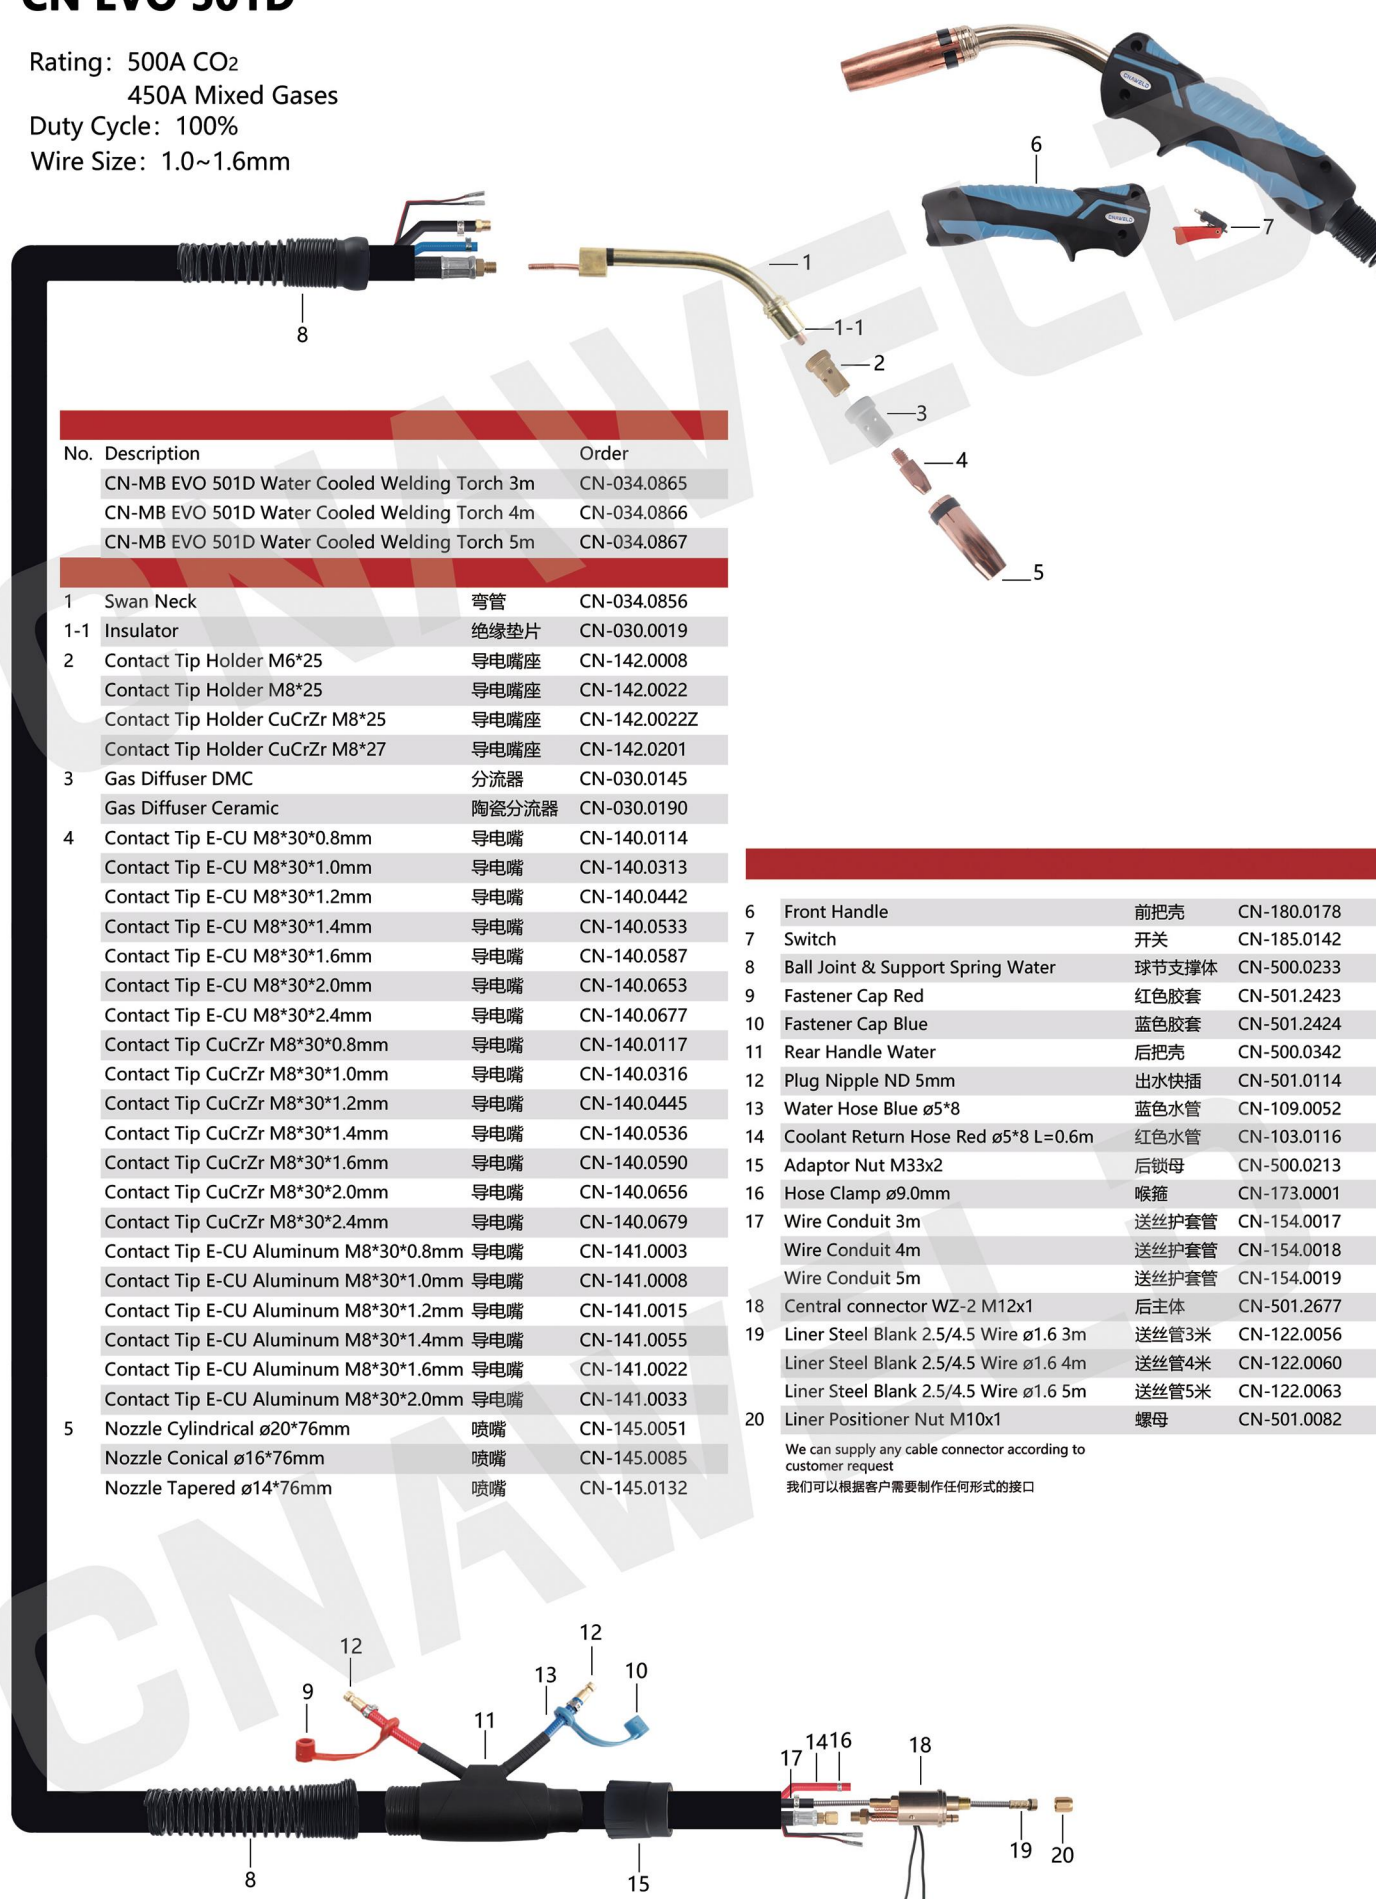 CN EVO 501D
Rating: 500A CO2
450A Mixed Gases
Duty Cycle: 100%
Wire Size: 1.0~1.6mm
CNAWELD
6
CNAWELD
7
1
8
1-1
2
3
4
5
No. Description Order
CN-MB EVO 501D Water Cooled Welding Torch 3m CN-034.0865
CN-MB EVO 501D Water Cooled Welding Torch 4m CN-034.0866
CN-MB EVO 501D Water Cooled Welding Torch 5m CN-034.0867
1 Swan Neck 弯管 CN-034.0856
1-1 Insulator 绝缘垫片 CN-030.0019
2 Contact Tip Holder M6*25 导电嘴座 CN-142.0008
Contact Tip Holder M8*25 导电嘴座 CN-142.0022
Contact Tip Holder CuCrZr M8*25 导电嘴座 CN-142.0022Z
Contact Tip Holder CuCrZr M8*27 导电嘴座 CN-142.0201
3 Gas Diffuser DMC 分流器 CN-030.0145
Gas Diffuser Ceramic 陶瓷分流器 CN-030.0190
4 Contact Tip E-CU M8*30*0.8mm 导电嘴 CN-140.0114
Contact Tip E-CU M8*30*1.0mm 导电嘴 CN-140.0313
Contact Tip E-CU M8*30*1.2mm 导电嘴 CN-140.0442
Contact Tip E-CU M8*30*1.4mm 导电嘴 CN-140.0533
Contact Tip E-CU M8*30*1.6mm 导电嘴 CN-140.0587
Contact Tip E-CU M8*30*2.0mm 导电嘴 CN-140.0653
Contact Tip E-CU M8*30*2.4mm 导电嘴 CN-140.0677
Contact Tip CuCrZr M8*30*0.8mm 导电嘴 CN-140.0117
Contact Tip CuCrZr M8*30*1.0mm 导电嘴 CN-140.0316
Contact Tip CuCrZr M8*30*1.2mm 导电嘴 CN-140.0445
Contact Tip CuCrZr M8*30*1.4mm 导电嘴 CN-140.0536
Contact Tip CuCrZr M8*30*1.6mm 导电嘴 CN-140.0590
Contact Tip CuCrZr M8*30*2.0mm 导电嘴 CN-140.0656
Contact Tip CuCrZr M8*30*2.4mm 导电嘴 CN-140.0679
Contact Tip E-CU Aluminum M8*30*0.8mm 导电嘴 CN-141.0003
Contact Tip E-CU Aluminum M8*30*1.0mm 导电嘴 CN-141.0008
Contact Tip E-CU Aluminum M8*30*1.2mm 导电嘴 CN-141.0015
Contact Tip E-CU Aluminum M8*30*1.4mm 导电嘴 CN-141.0055
Contact Tip E-CU Aluminum M8*30*1.6mm 导电嘴 CN-141.0022
Contact Tip E-CU Aluminum M8*30*2.0mm 导电嘴 CN-141.0033
5 Nozzle Cylindrical ø20*76mm 喷嘴 CN-145.0051
Nozzle Conical ø16*76mm 喷嘴 CN-145.0085
Nozzle Tapered ø14*76mm 喷嘴 CN-145.0132
6 Front Handle 前把壳 CN-180.0178
7 Switch 开关 CN-185.0142
8 Ball Joint & Support Spring Water 球节支撑体 CN-500.0233
9 Fastener Cap Red 红色胶套 CN-501.2423
10 Fastener Cap Blue 蓝色胶套 CN-501.2424
11 Rear Handle Water 后把壳 CN-500.0342
12 Plug Nipple ND 5mm 出水快插 CN-501.0114
13 Water Hose Blue ø5*8 蓝色水管 CN-109.0052
14 Coolant Return Hose Red ø5*8 L=0.6m 红色水管 CN-103.0116
15 Adaptor Nut M33x2 后锁母 CN-500.0213
16 Hose Clamp ø9.0mm 喉箍 CN-173.0001
17 Wire Conduit 3m 送丝护套管 CN-154.0017
Wire Conduit 4m 送丝护套管 CN-154.0018
Wire Conduit 5m 送丝护套管 CN-154.0019
18 Central connector WZ-2 M12x1 后主体 CN-501.2677
19 Liner Steel Blank 2.5/4.5 Wire ø1.6 3m 送丝管3米 CN-122.0056
Liner Steel Blank 2.5/4.5 Wire ø1.6 4m 送丝管4米 CN-122.0060
Liner Steel Blank 2.5/4.5 Wire ø1.6 5m 送丝管5米 CN-122.0063
20 Liner Positioner Nut M10x1 螺母 CN-501.0082
We can supply any cable connector according to
customer request
我们可以根据客户需要制作任何形式的接口
CNAWELD
CNAWELD
12
12
9
13
10
11
17
14
16
18
8
15
19
20